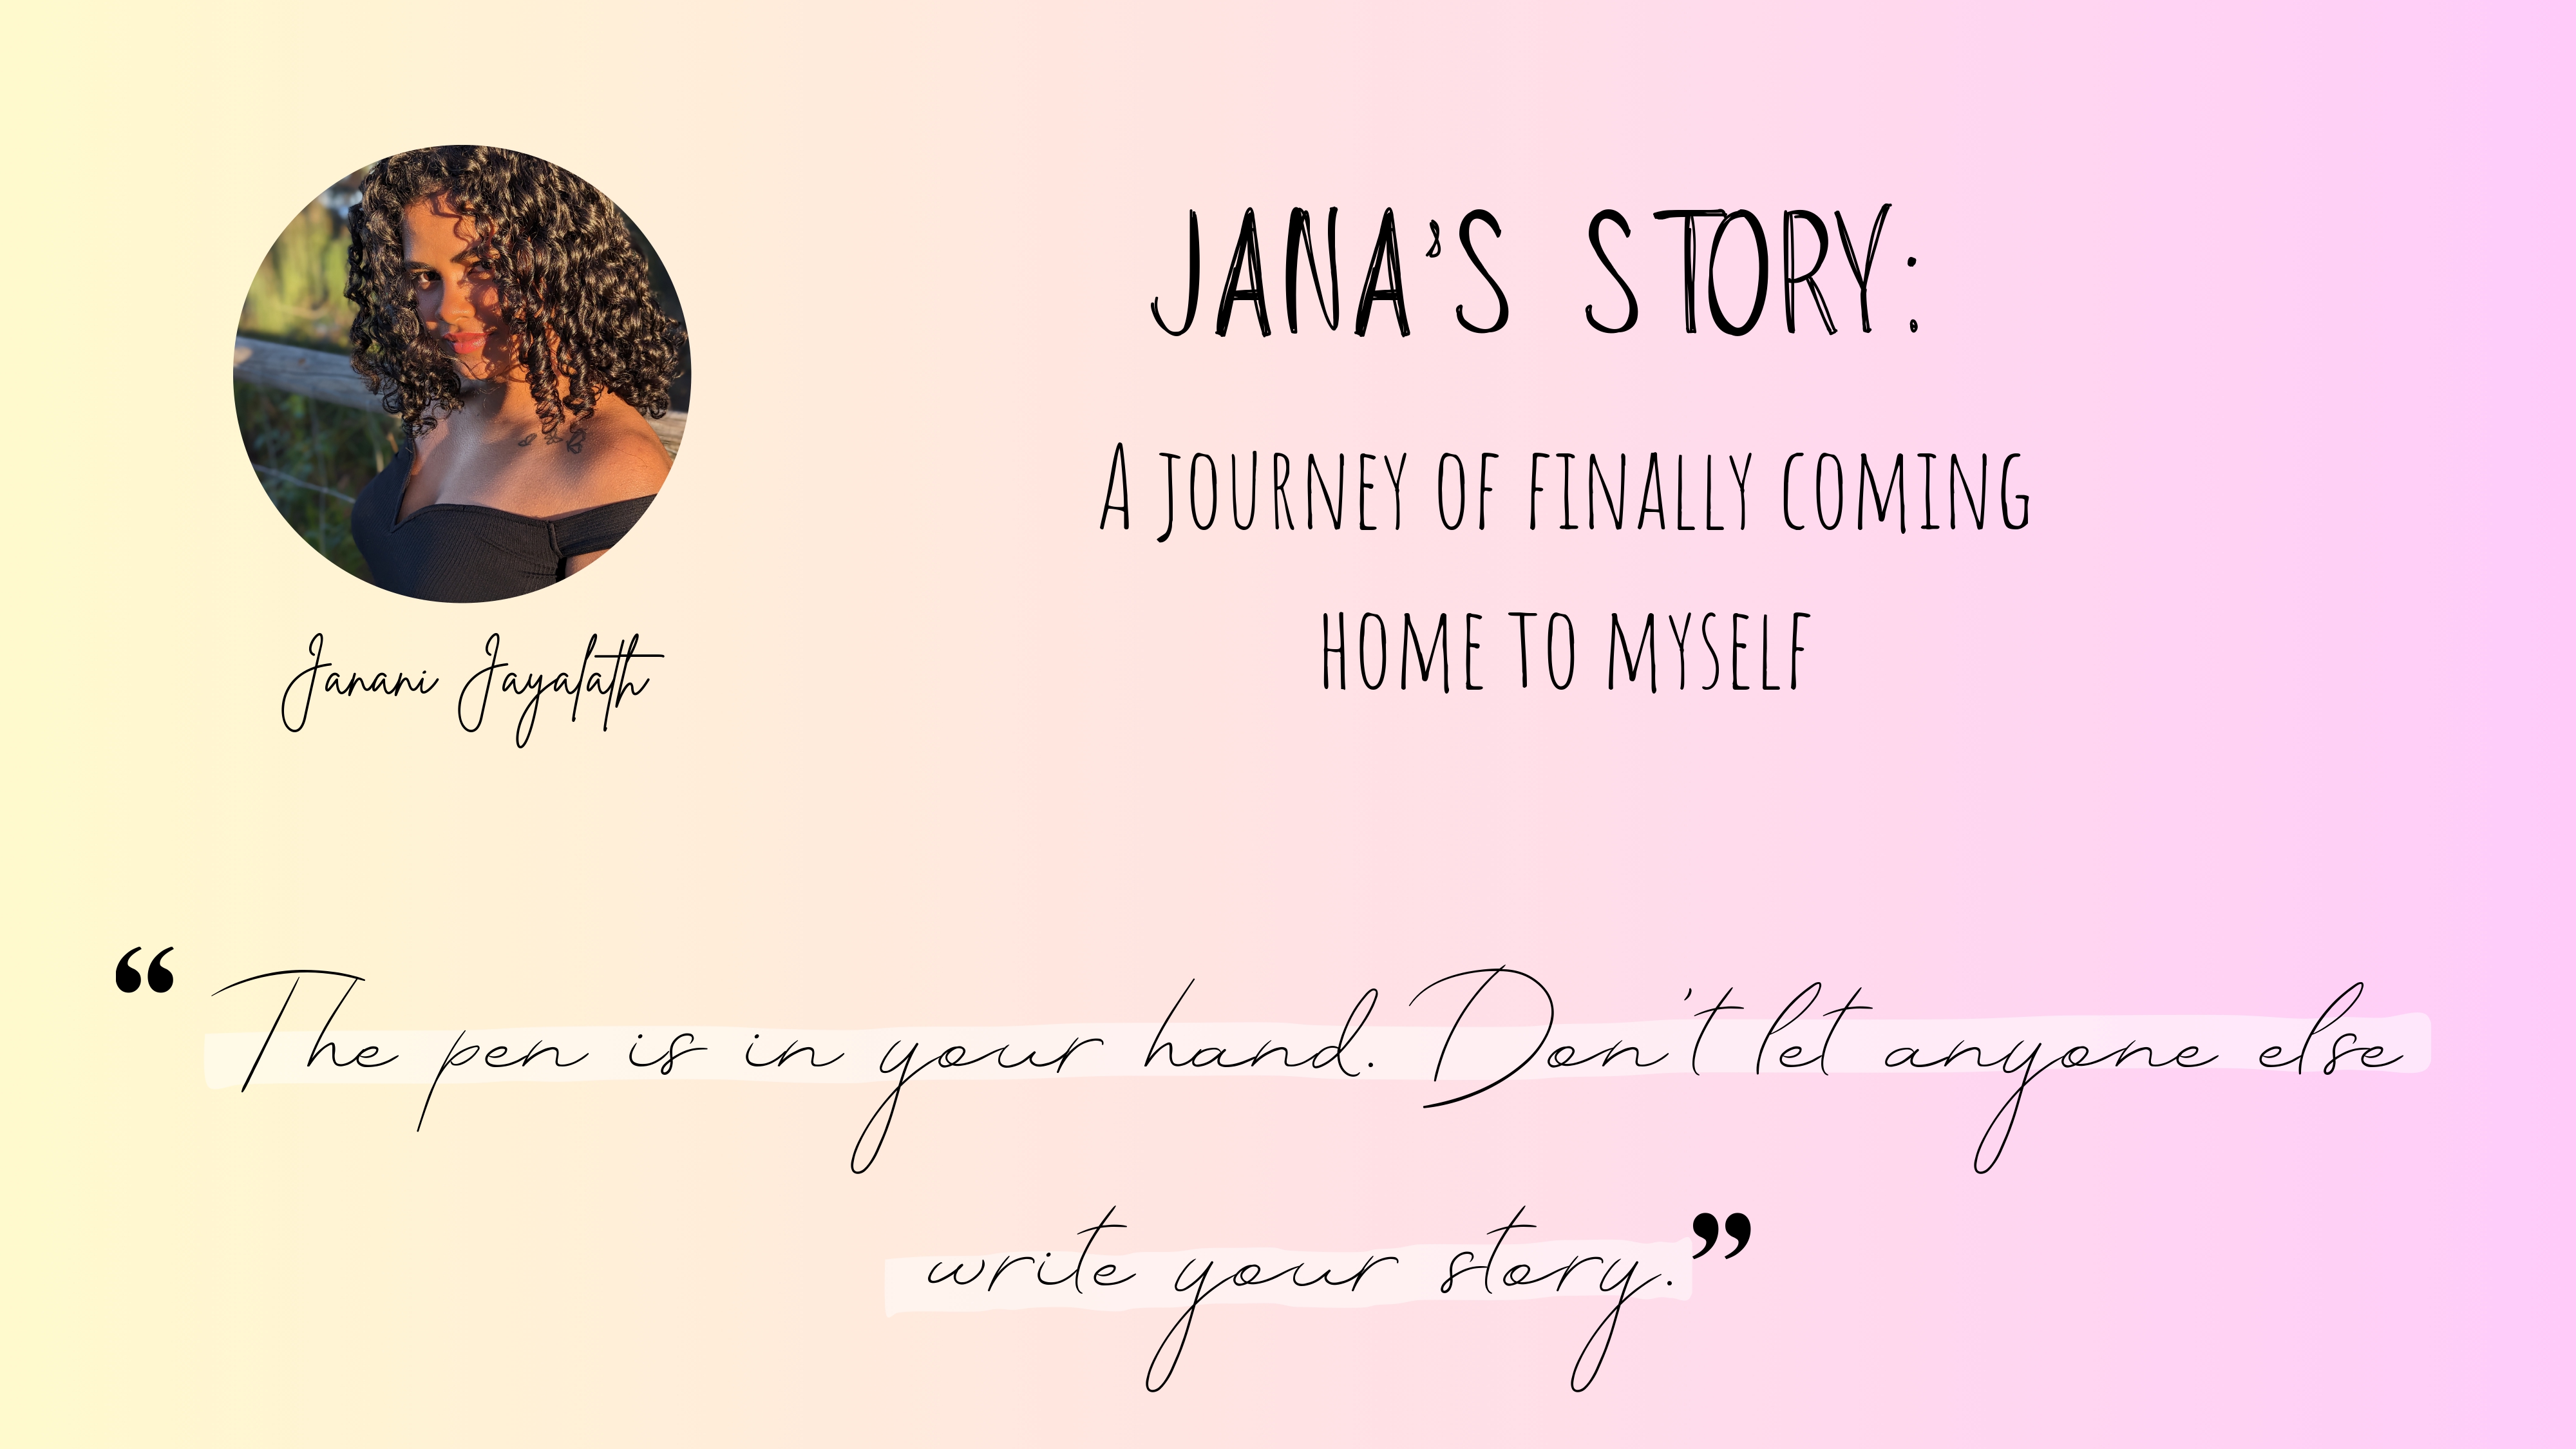 JANA'S STORY:
A JOURNEY OF FINALLY COMING
HOME TO MYSELF
Janani Jayalath
“The pen is in your hand. Don't let anyone else
write your story.”